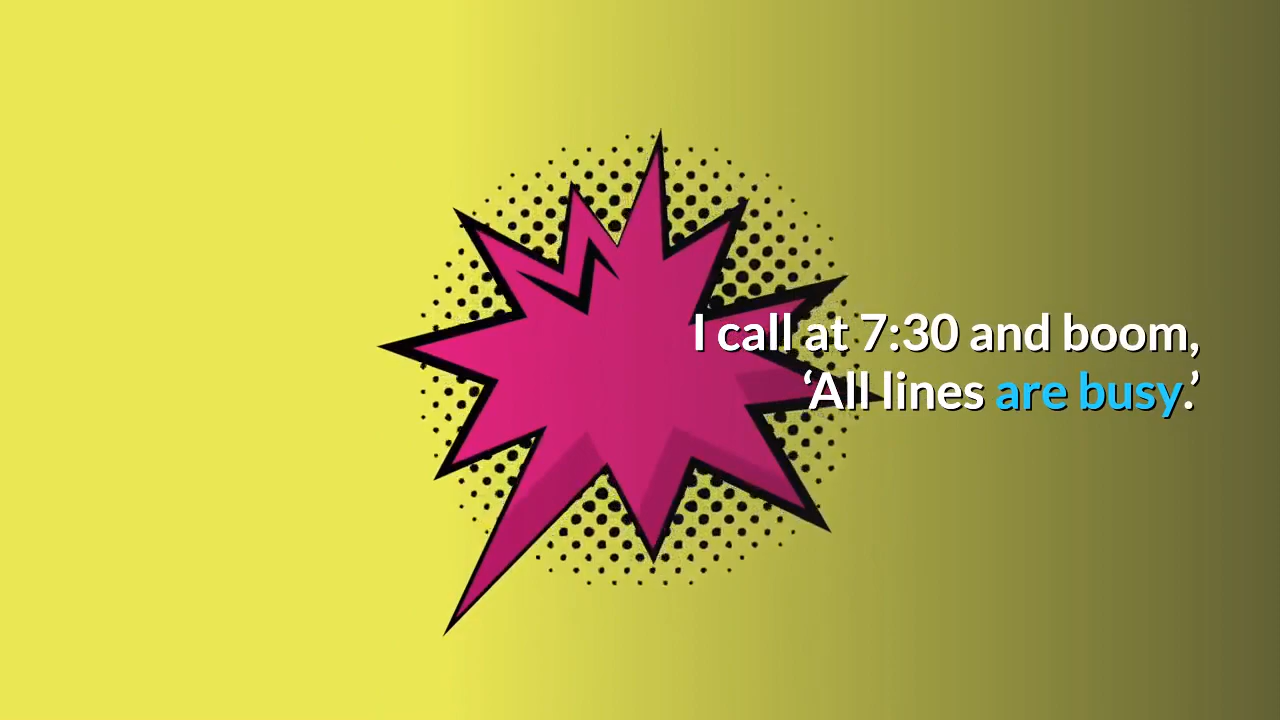 I call at 7:30 and boom,
‘All lines are busy.’